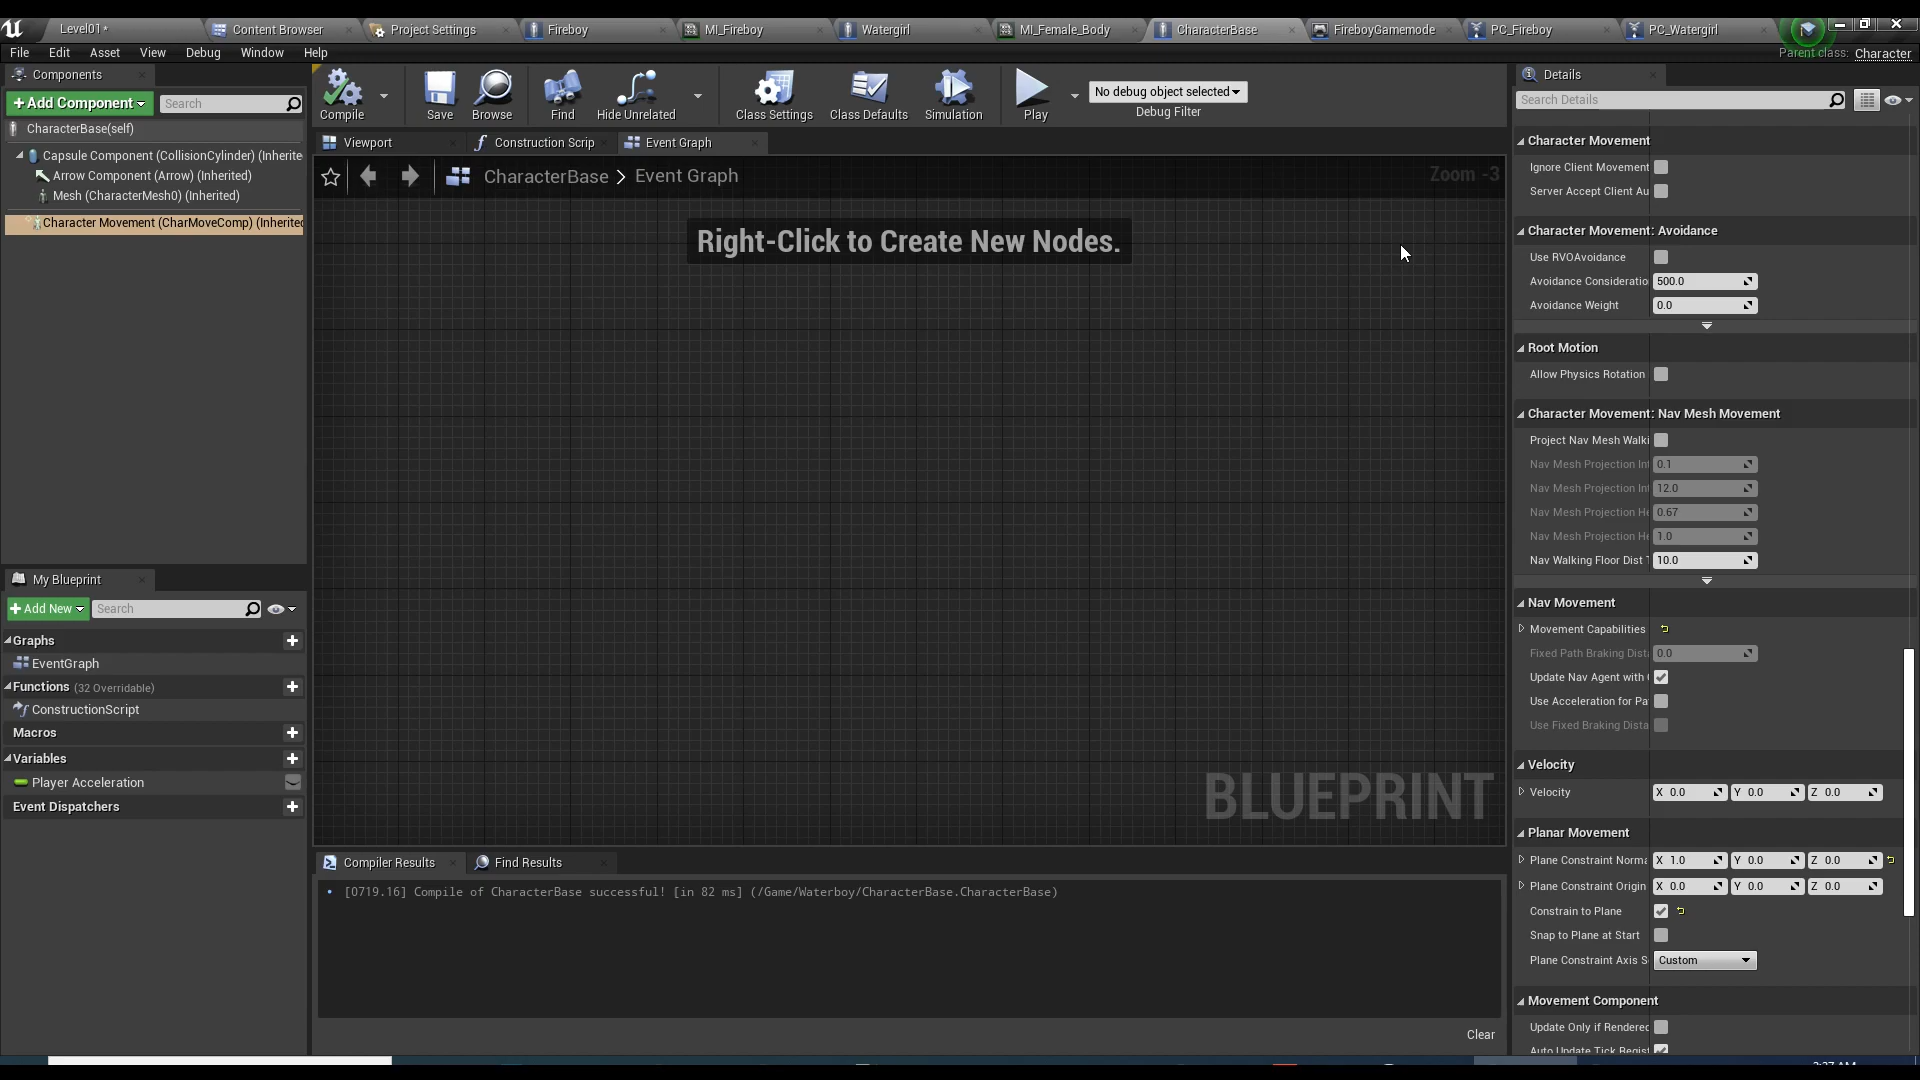 Level01*
Content Browser
Project Settings
Fireboy
MI_Fireboy
Watergirl
MI_Female_Body
CharacterBase
FireboyGamemode
PC_Fireboy
PC_Watergirl
File
Edit
Asset
View
Debug
Window
Help
Parent class: Character
Components
+Add Component
Search
CharacterBase(self)
Capsule Component (CollisionCylinder) (Inherite
Arrow Component (Arrow) (Inherited)
Mesh (CharacterMesh0) (Inherited)
Character Movement (CharMoveComp) (Inherited
Compile
Save
Browse
Find
Hide Unrelated
Class Settings
Class Defaults
Simulation
Play
No debug object selected
Debug Filter
Viewport
Construction Scrip
Event Graph
CharacterBase > Event Graph
Zoom -3
Right-Click to Create New Nodes.
BLUEPRINT
My Blueprint
+Add New
Search
Graphs
EventGraph
Functions (32 Overridable)
ConstructionScript
Macros
Variables
Player Acceleration
Event Dispatchers
Compiler Results
Find Results
• [0719.16] Compile of CharacterBase successful! [in 82 ms] (/Game/Waterboy/CharacterBase.CharacterBase)
Clear
Details
Search Details
Character Movement
Ignore Client Movement
Server Accept Client Au
Character Movement: Avoidance
Use RVOAvoidance
Avoidance Consideratio 500.0
Avoidance Weight 0.0
Root Motion
Allow Physics Rotation
Character Movement: Nav Mesh Movement
Project Nav Mesh Walki
Nav Mesh Projection Int 0.1
Nav Mesh Projection Int 12.0
Nav Mesh Projection He 0.67
Nav Mesh Projection He 1.0
Nav Walking Floor Dist T 10.0
Nav Movement
Movement Capabilities
Fixed Path Braking Dista 0.0
Update Nav Agent with
Use Acceleration for Pa
Use Fixed Braking Dista
Velocity
Velocity X 0.0 Y 0.0 Z 0.0
Planar Movement
Plane Constraint Norma X 1.0 Y 0.0 Z 0.0
Plane Constraint Origin X 0.0 Y 0.0 Z 0.0
Constrain to Plane
Snap to Plane at Start
Plane Constraint Axis S Custom
Movement Component
Update Only if Rendered
Auto Update Tick Regist